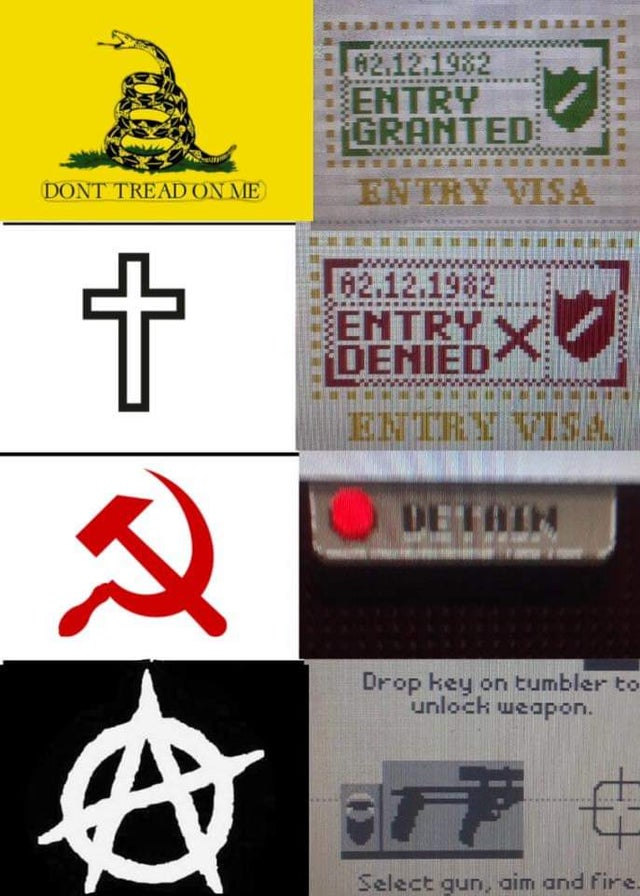 DONT TREAD ON ME
02.12.1982
ENTRY
GRANTED
ENTRY VISA
02.12.1982
ENTRY
DENIED
ENTRY VISA
DETAIN
Drop key on tumbler to
unlock weapon.
Select gun, aim and fire